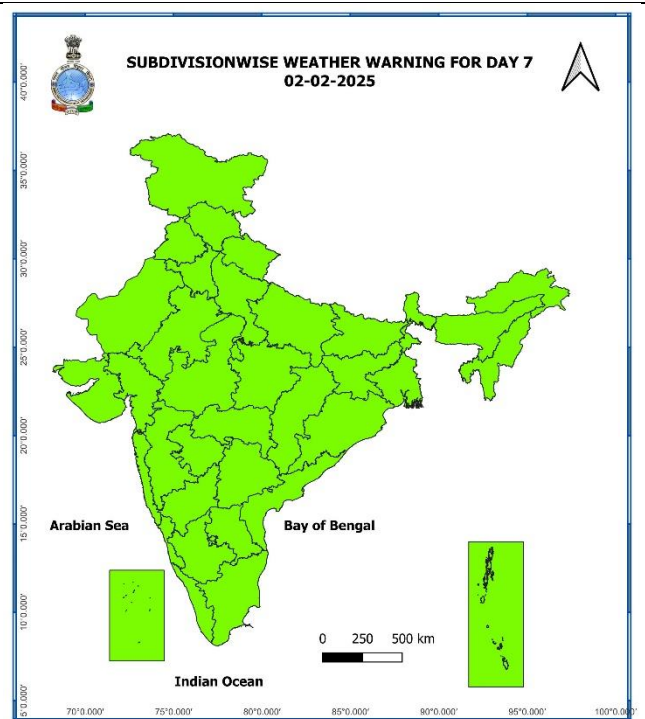 SUBDIVISIONWISE WEATHER WARNING FOR DAY 7
02-02-2025
40°0.000'
35°0.000'
30°0.000'
25°0.000'
20°0.000'
15°0.000'
10°0.000'
5°0.000'
Arabian Sea
Bay of Bengal
0 250 500 km
Indian Ocean
70°0.000' 75°0.000' 80°0.000' 85°0.000' 90°0.000' 95°0.000' 100°0.000'